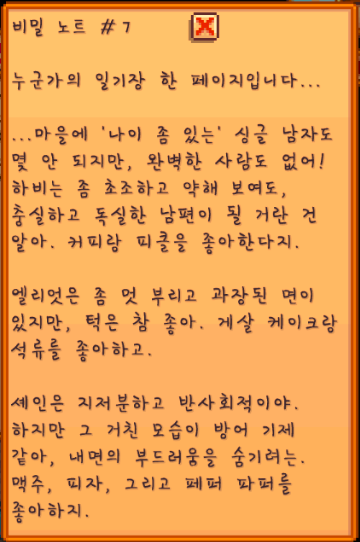 비밀 노트 #7
누군가의 일기장 한 페이지입니다...
...마을에 '나이 좀 있는' 싱글 남자도
몇 안 되지만, 완벽한 사람도 없어!
하비는 좀 초조하고 약해 보여도,
충실하고 독실한 남편이 될 거란 건
알아. 커피랑 피클을 좋아한다지.
엘리엇은 좀 멋 부리고 과장된 면이
있지만, 턱은 참 좋아. 게살 케이크랑
석류를 좋아하고.
셰인은 지저분하고 반사회적이야.
하지만 그 거친 모습이 방어 기제
같아, 내면의 부드러움을 숨기려는.
맥주, 피자, 그리고 페퍼 파퍼를
좋아하지.